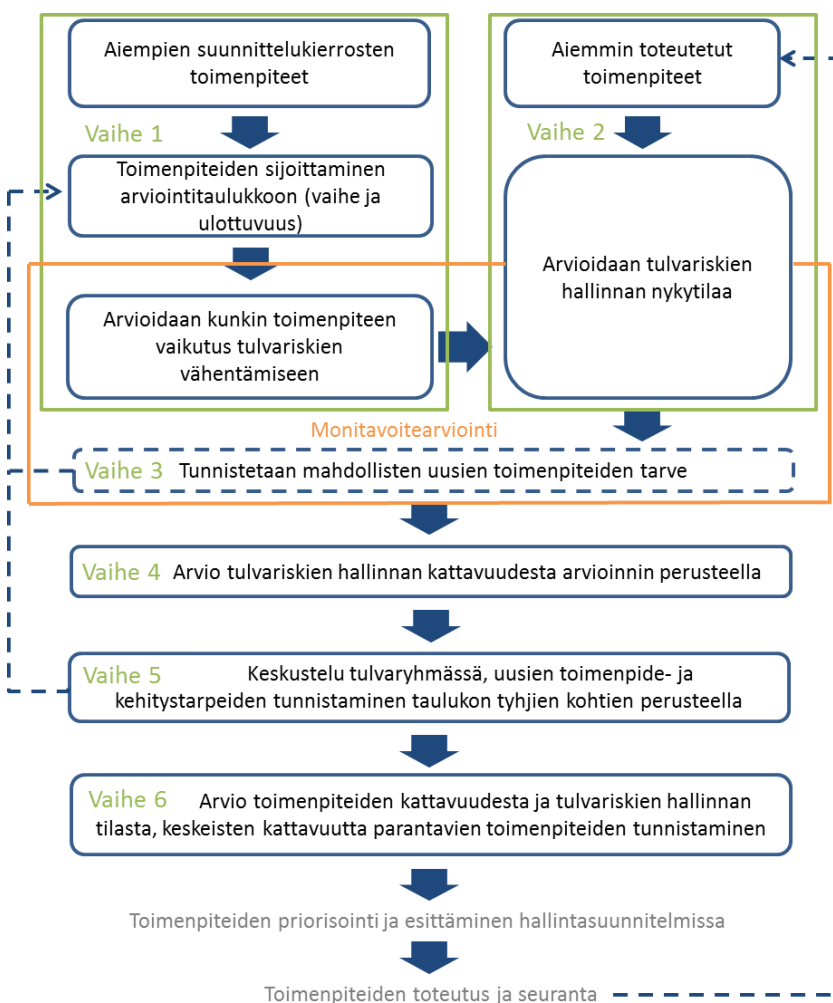 Aiempien suunnittelukierrosten
toimenpiteet
Aiemmin toteutetut
toimenpiteet
Vaihe 1
Vaihe 2
Toimenpiteiden sijoittaminen
arviointitaulukkoon (vaihe ja
ulottuvuus)
Arvioidaan tulvariskien
hallinnan nykytilaa
Arvioidaan kunkin toimenpiteen
vaikutus tulvariskien
vähentämiseen
Monitavoitearviointi
Vaihe 3 Tunnistetaan mahdollisten uusien toimenpiteiden tarve
Vaihe 4 Arvio tulvariskien hallinnan kattavuudesta arvioinnin perusteella
Vaihe 5 Keskustelu tulvaryhmässä, uusien toimenpide- ja
kehitystarpeiden tunnistaminen taulukon tyhjien kohtien perusteella
Vaihe 6 Arvio toimenpiteiden kattavuudesta ja tulvariskien hallinnan
tilasta, keskeisten kattavuutta parantavien toimenpiteiden tunnistaminen
Toimenpiteiden priorisointi ja esittäminen hallintasuunnitelmissa
Toimenpiteiden toteutus ja seuranta